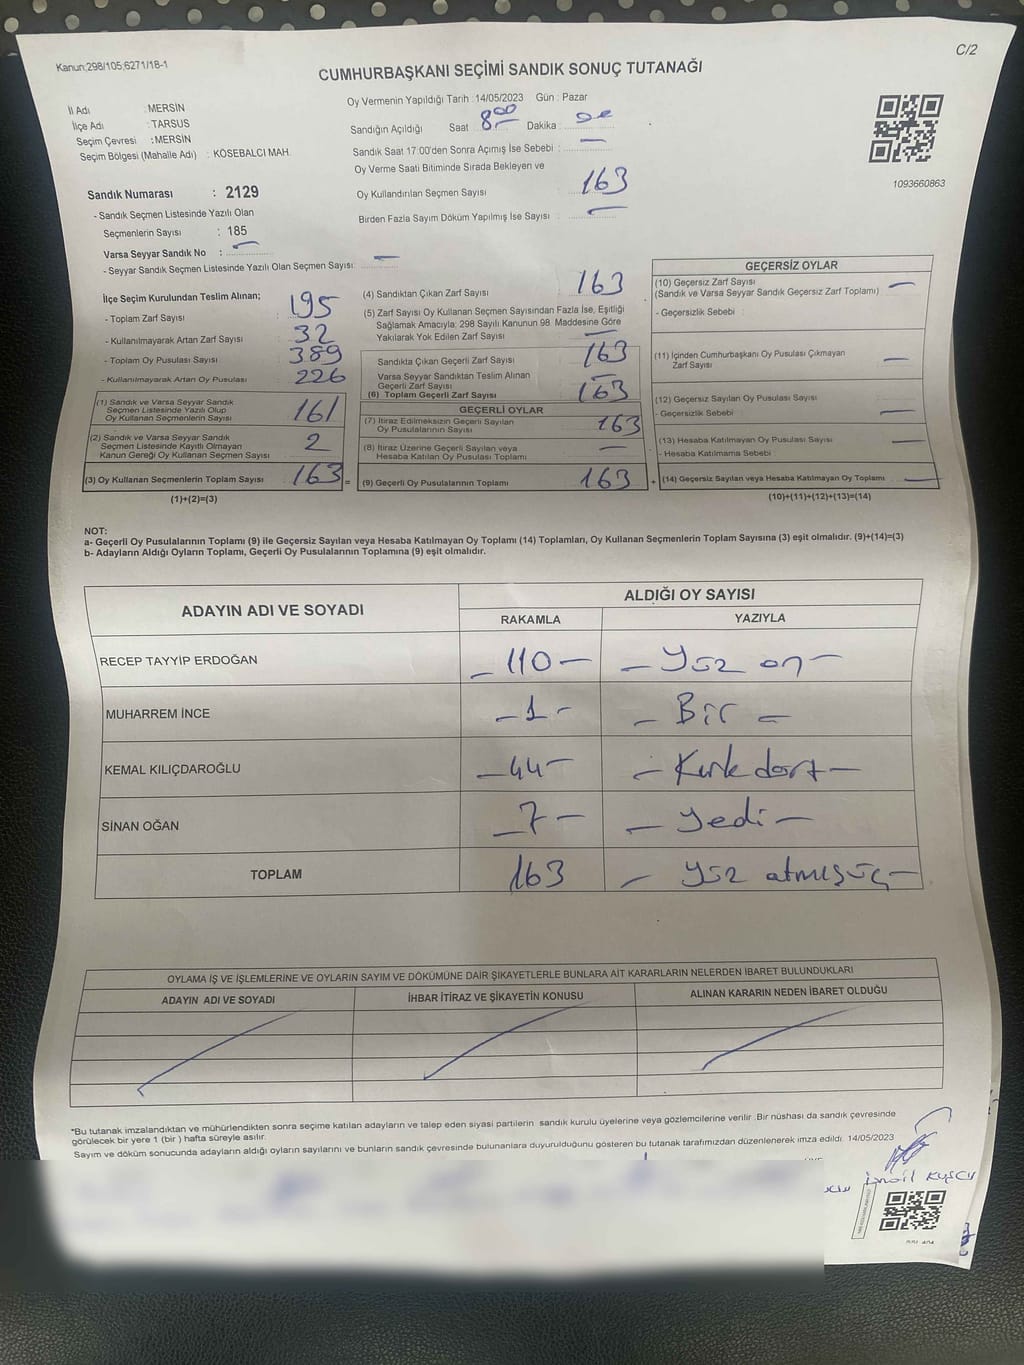 Kanun;298/105;6271/18-1
C/2
CUMHURBAŞKANI SEÇİMİ SANDIK SONUÇ TUTANAĞI
İl Adı : MERSİN
İlçe Adı : TARSUS
Seçim Çevresi : MERSİN
Seçim Bölgesi (Mahalle Adı) : KÖSEBALCI MAH.
Sandık Numarası : 2129
- Sandık Seçmen Listesinde Yazılı Olan
Seçmenlerin Sayısı : 185
Varsa Seyyar Sandık No : —
- Seyyar Sandık Seçmen Listesinde Yazılı Olan Seçmen Sayısı: —
Oy Vermenin Yapıldığı Tarih : 14/05/2023 Gün : Pazar
Sandığın Açıldığı Saat 8:00 Dakika :
Sandık Saat 17:00'den Sonra Açımış İse Sebebi : —
Oy Verme Saati Bitiminde Sırada Bekleyen ve
Oy Kullandırılan Seçmen Sayısı 163
Birden Fazla Sayım Döküm Yapılmış İse Sayısı —
1093660863
İlçe Seçim Kurulundan Teslim Alınan;
- Toplam Zarf Sayısı 195
- Kullanılmayarak Artan Zarf Sayısı 32
- Toplam Oy Pusulası Sayısı 389
- Kullanılmayarak Artan Oy Pusulası 226
(1) Sandık ve Varsa Seyyar Sandık
Seçmen Listesinde Yazılı Olup
Oy Kullanan Seçmenlerin Sayısı 161
(2) Sandık ve Varsa Seyyar Sandık
Seçmen Listesinde Kayıtlı Olmayan
Kanun Gereği Oy Kullanan Seçmen Sayısı 2
(3) Oy Kullanan Seçmenlerin Toplam Sayısı 163 =
(1)+(2)=(3)
(4) Sandıktan Çıkan Zarf Sayısı 163
(5) Zarf Sayısı Oy Kullanan Seçmen Sayısından Fazla İse, Eşitliği
Sağlamak Amacıyla; 298 Sayılı Kanunun 98. Maddesine Göre
Yakılarak Yok Edilen Zarf Sayısı —
Sandıkta Çıkan Geçerli Zarf Sayısı 163
Varsa Seyyar Sandıktan Teslim Alınan
Geçerli Zarf Sayısı —
(6) Toplam Geçerli Zarf Sayısı 163
GEÇERLİ OYLAR
(7) İtiraz Edilmeksizin Geçerli Sayılan
Oy Pusulalarının Sayısı 163
(8) İtiraz Üzerine Geçerli Sayılan veya
Hesaba Katılan Oy Pusulası Toplamı —
(9) Geçerli Oy Pusulalarının Toplamı 163 +
GEÇERSİZ OYLAR
(10) Geçersiz Zarf Sayısı
(Sandık ve Varsa Seyyar Sandık Geçersiz Zarf Toplamı) —
- Geçersizlik Sebebi :
(11) İçinden Cumhurbaşkanı Oy Pusulası Çıkmayan
Zarf Sayısı —
(12) Geçersiz Sayılan Oy Pusulası Sayısı :
- Geçersizlik Sebebi —
(13) Hesaba Katılmayan Oy Pusulası Sayısı —
- Hesaba Katılmama Sebebi :
(14) Geçersiz Sayılan veya Hesaba Katılmayan Oy Toplamı —
(10)+(11)+(12)+(13)=(14)
NOT:
a- Geçerli Oy Pusulalarının Toplamı (9) ile Geçersiz Sayılan veya Hesaba Katılmayan Oy Toplamı (14) Toplamları, Oy Kullanan Seçmenlerin Toplam Sayısına (3) eşit olmalıdır. (9)+(14)=(3)
b- Adayların Aldığı Oyların Toplamı, Geçerli Oy Pusulalarının Toplamına (9) eşit olmalıdır.
ADAYIN ADI VE SOYADI ALDIĞI OY SAYISI
RAKAMLA YAZIYLA
RECEP TAYYİP ERDOĞAN – 110 – – Yüz on –
MUHARREM İNCE – 1 – – Bir –
KEMAL KILIÇDAROĞLU – 44 – – Kırk dört –
SİNAN OĞAN – 7 – – Yedi –
TOPLAM 163 – Yüz atmışüç –
OYLAMA İŞ VE İŞLEMLERİNE VE OYLARIN SAYIM VE DÖKÜMÜNE DAİR ŞİKAYETLERLE BUNLARA AİT KARARLARIN NELERDEN İBARET BULUNDUKLARI
ADAYIN ADI VE SOYADI İHBAR İTİRAZ VE ŞİKAYETİN KONUSU ALINAN KARARIN NEDEN İBARET OLDUĞU
*Bu tutanak imzalandıktan ve mühürlendikten sonra seçime katılan adayların ve talep eden siyasi partilerin sandık kurulu üyelerine veya gözlemcilerine verilir .Bir nüshası da sandık çevresinde
görülecek bir yere 1 (bir ) hafta süreyle asılır.
Sayım ve döküm sonucunda adayların aldığı oyların sayılarını ve bunların sandık çevresinde bulunanlara duyurulduğunu gösteren bu tutanak tarafımızdan düzenlenerek imza edildi. 14/05/2023